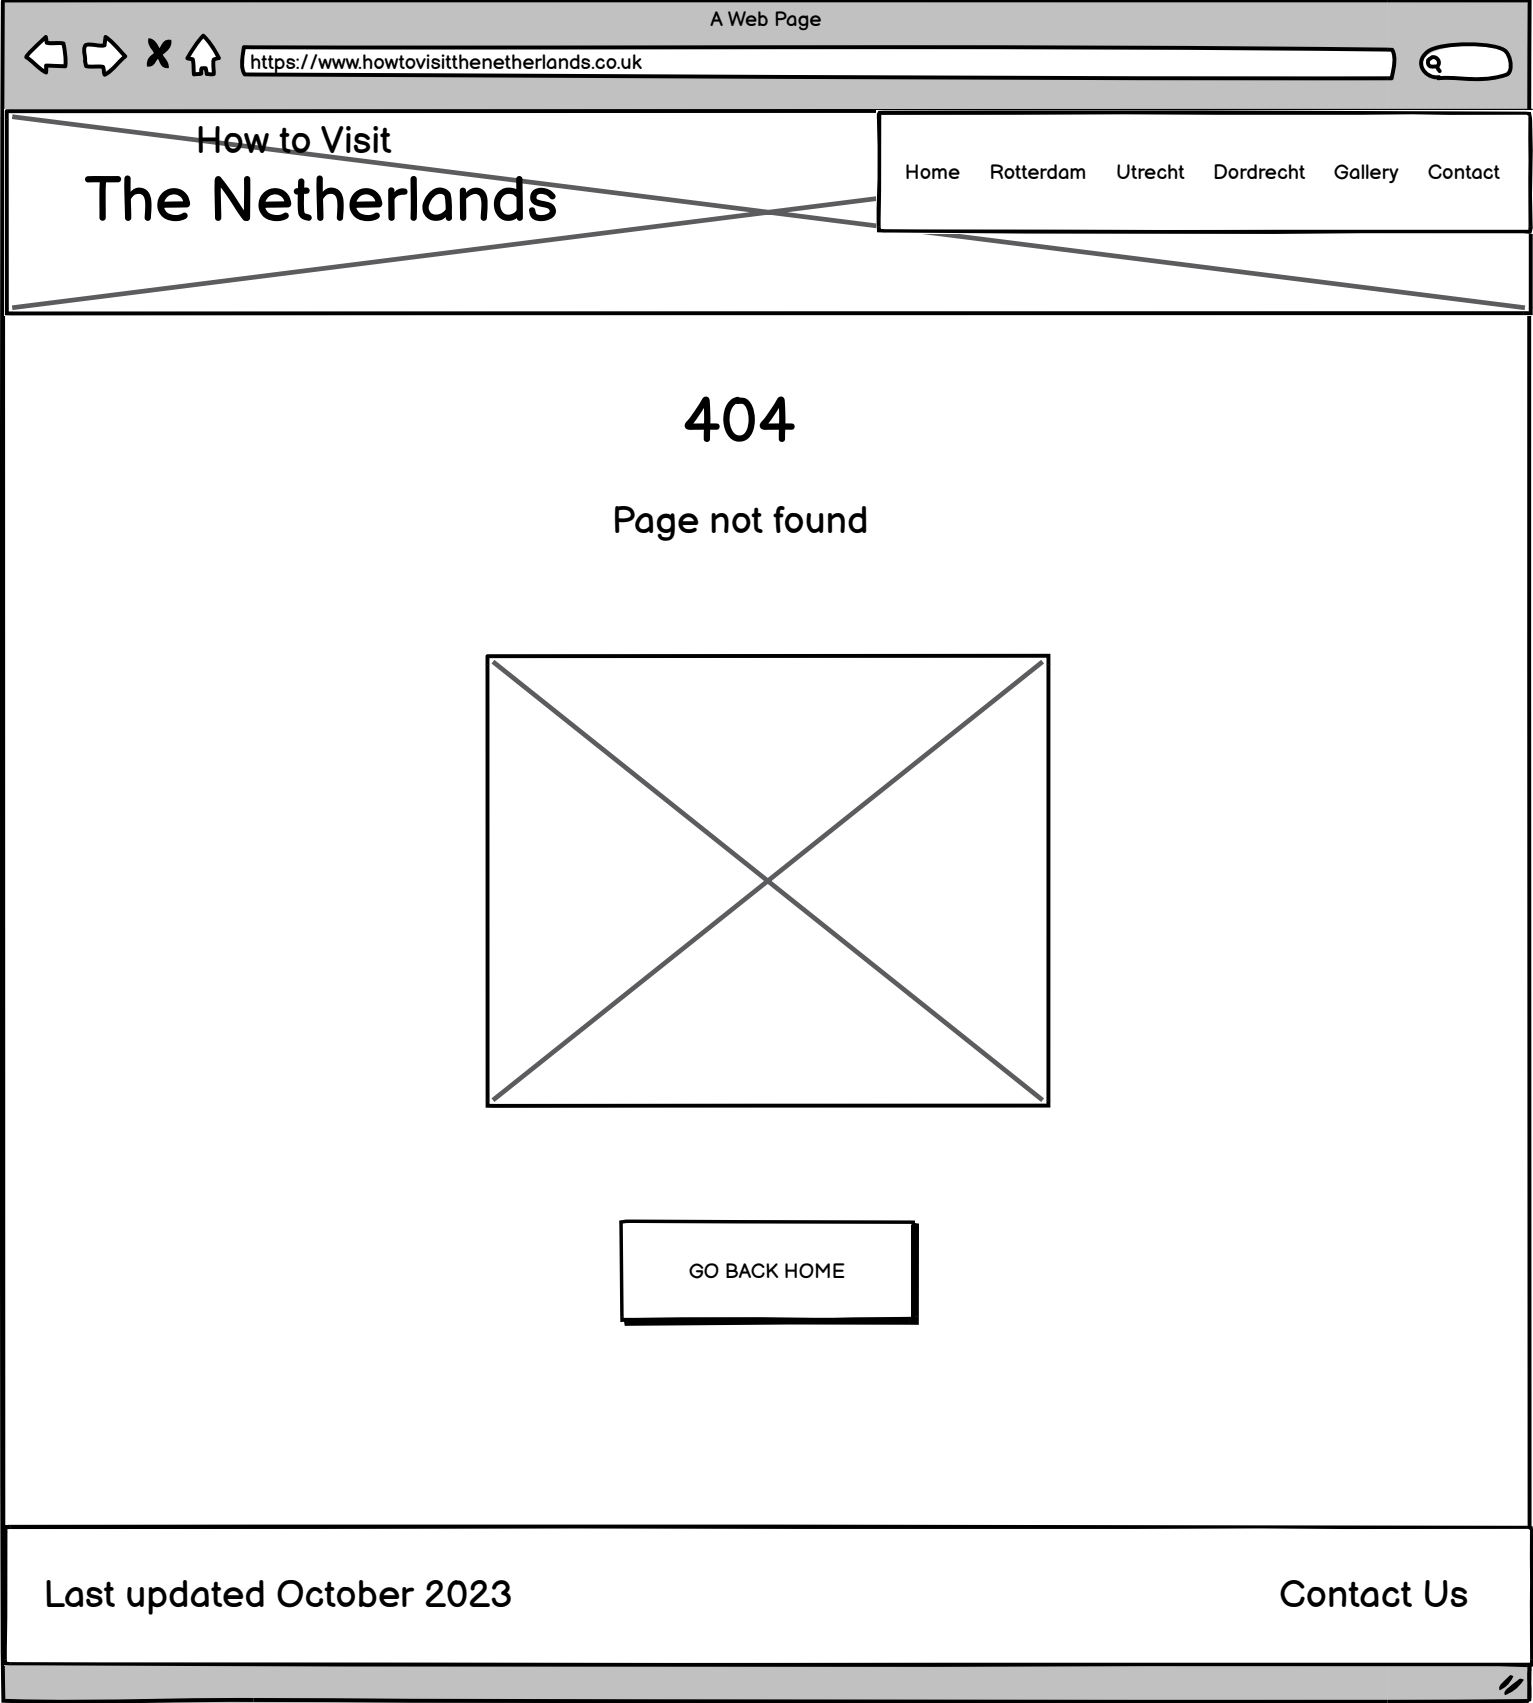 A Web Page
https://www.howtovisitthenetherlands.co.uk
How to Visit
The Netherlands
Home Rotterdam Utrecht Dordrecht Gallery Contact
404
Page not found
GO BACK HOME
Last updated October 2023 Contact Us